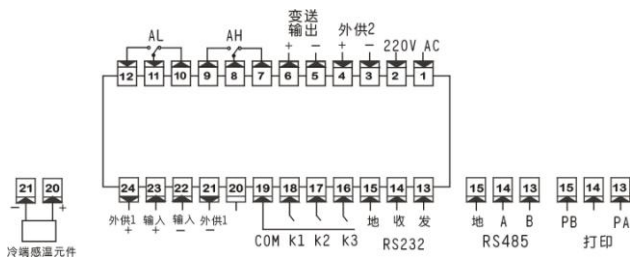 变送
AL AH 输出 外供2
+ − + − 220V AC
12 11 10 9 8 7 6 5 4 3 2 1
21 20 24 23 22 21 20 19 18 17 16 15 14 13 15 14 13 15 14 13
− + 外供1 输入 输入 外供1 地 收 发 地 A B PB PA
+ + − −
冷端感温元件 COM k1 k2 k3 RS232 RS485 打印